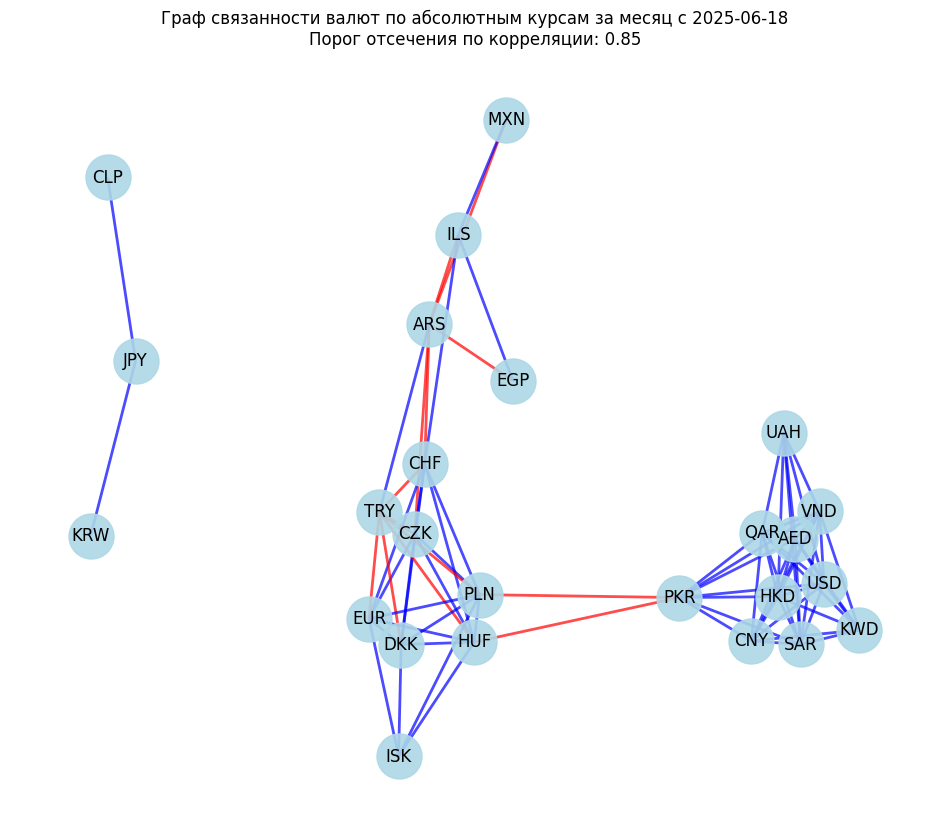 Граф связанности валют по абсолютным курсам за месяц с 2025-06-18
Порог отсечения по корреляции: 0.85
MXN
CLP
ILS
ARS
JPY
EGP
UAH
CHF
TRY
VND
CZK
QAR
AED
KRW
USD
PLN
HKD
PKR
EUR
KWD
HUF
CNY
DKK
SAR
ISK